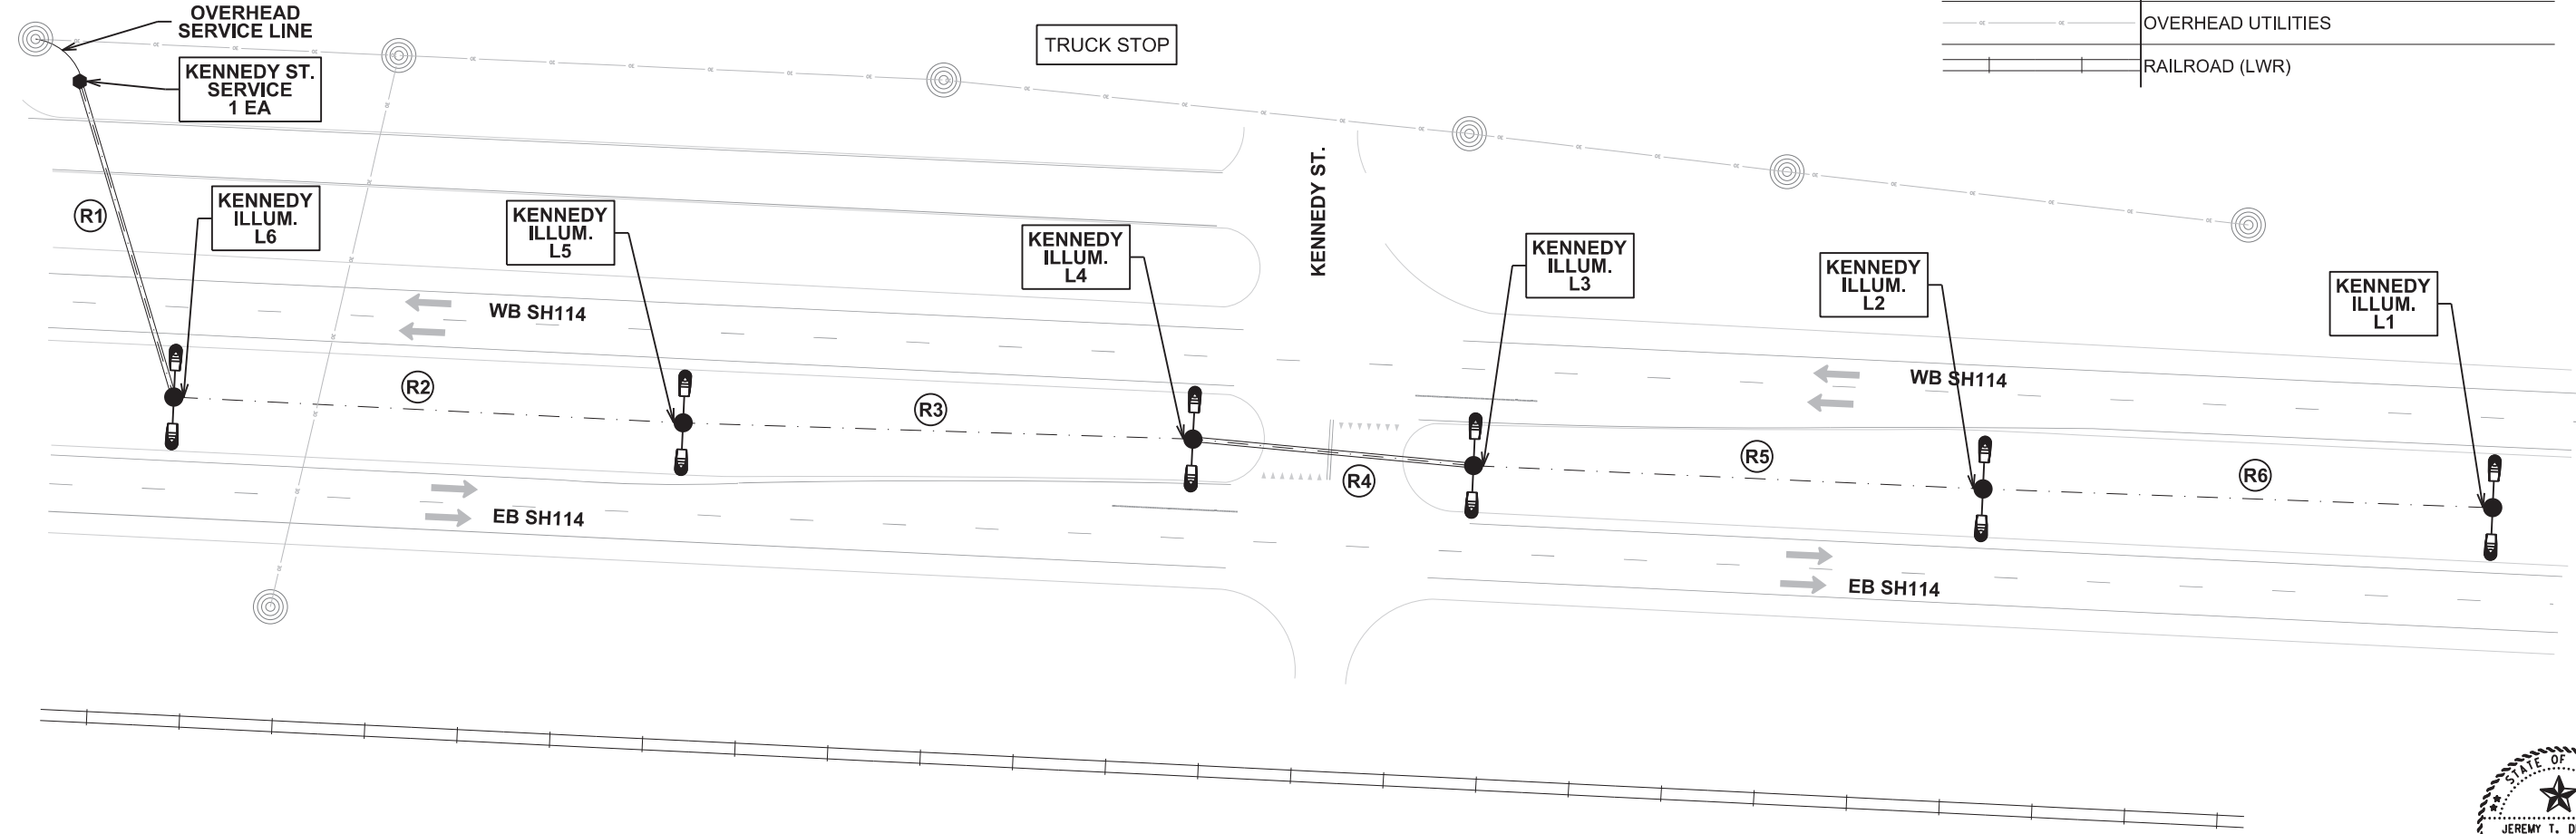 OVERHEAD
SERVICE LINE
KENNEDY ST.
SERVICE
1 EA
TRUCK STOP
OVERHEAD UTILITIES
RAILROAD (LWR)
KENNEDY ST.
R1
KENNEDY
ILLUM.
L6
KENNEDY
ILLUM.
L5
KENNEDY
ILLUM.
L4
KENNEDY
ILLUM.
L3
KENNEDY
ILLUM.
L2
KENNEDY
ILLUM.
L1
WB SH114
WB SH114
R2
R3
R4
R5
R6
EB SH114
EB SH114
STATE OF
JEREMY T. D